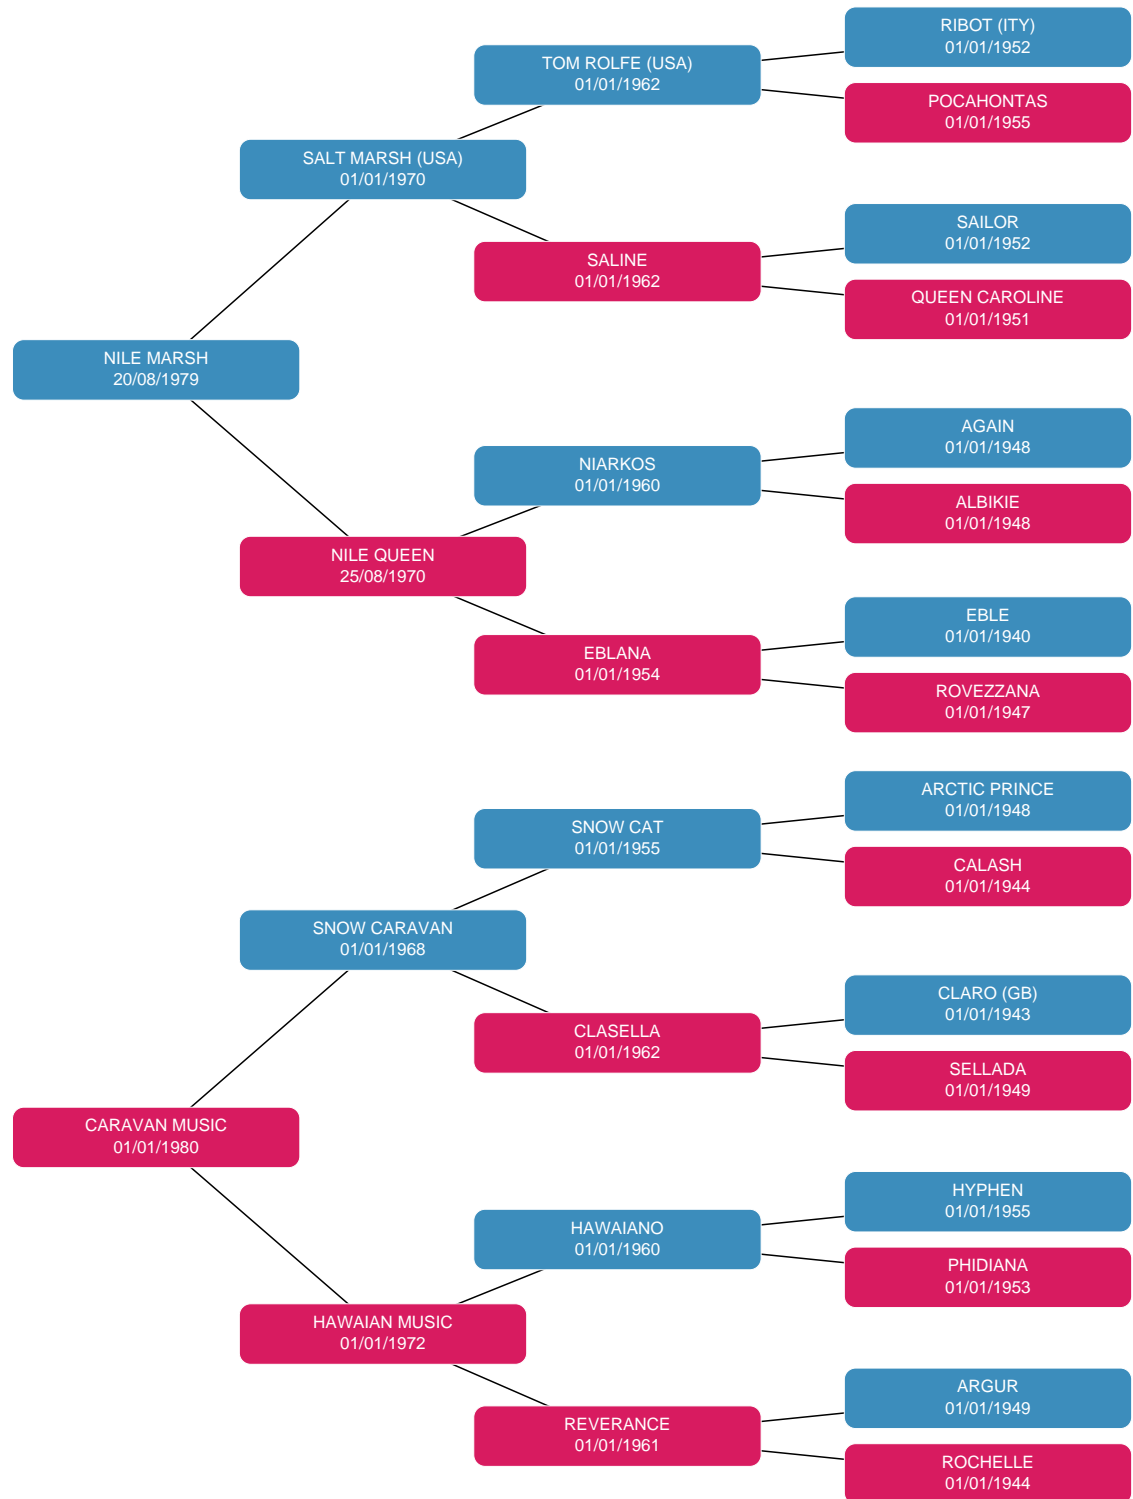 RIBOT (ITY)
01/01/1952
TOM ROLFE (USA)
01/01/1962
POCAHONTAS
01/01/1955
SALT MARSH (USA)
01/01/1970
SAILOR
01/01/1952
SALINE
01/01/1962
QUEEN CAROLINE
01/01/1951
NILE MARSH
20/08/1979
AGAIN
01/01/1948
NIARKOS
01/01/1960
ALBIKIE
01/01/1948
NILE QUEEN
25/08/1970
EBLE
01/01/1940
EBLANA
01/01/1954
ROVEZZANA
01/01/1947
ARCTIC PRINCE
01/01/1948
SNOW CAT
01/01/1955
CALASH
01/01/1944
SNOW CARAVAN
01/01/1968
CLARO (GB)
01/01/1943
CLASELLA
01/01/1962
SELLADA
01/01/1949
CARAVAN MUSIC
01/01/1980
HYPHEN
01/01/1955
HAWAIANO
01/01/1960
PHIDIANA
01/01/1953
HAWAIAN MUSIC
01/01/1972
ARGUR
01/01/1949
REVERANCE
01/01/1961
ROCHELLE
01/01/1944